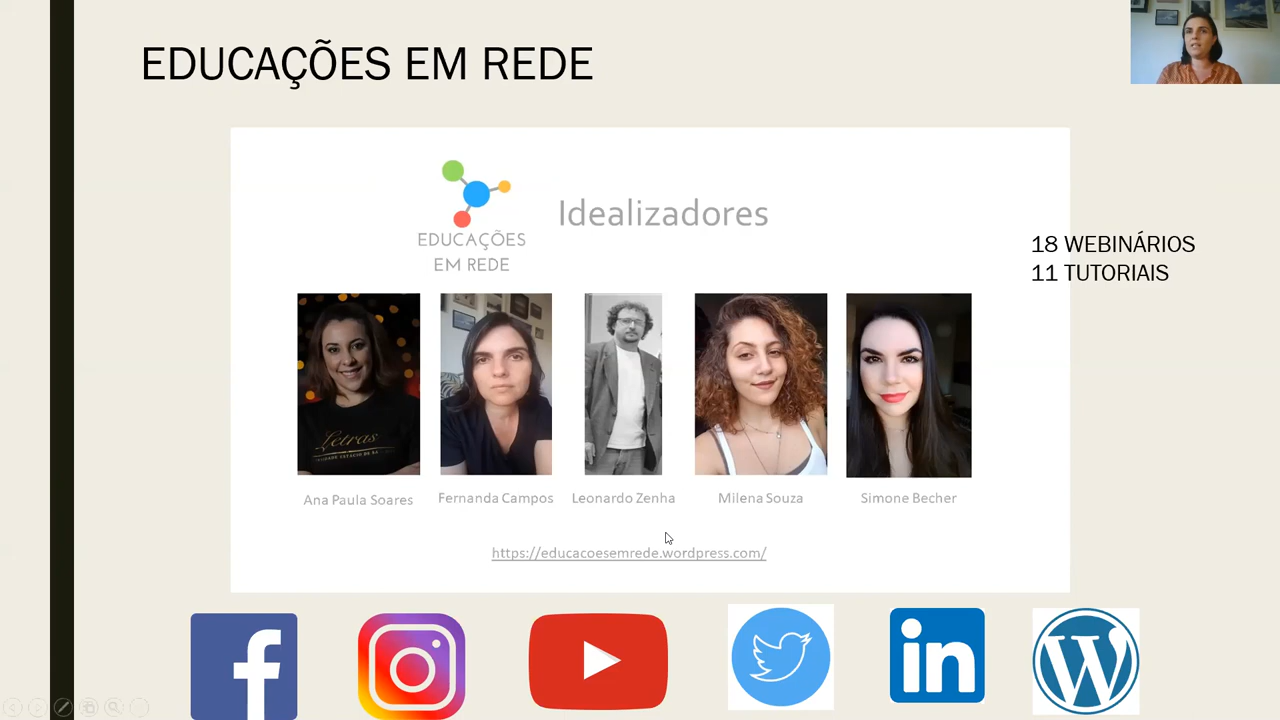 EDUCAÇÕES EM REDE
Idealizadores
EDUCAÇÕES
EM REDE
18 WEBINÁRIOS
11 TUTORIAIS
Letras
Ana Paula Soares
Fernanda Campos
Leonardo Zenha
Milena Souza
Simone Becher
https://educacoesemrede.wordpress.com/